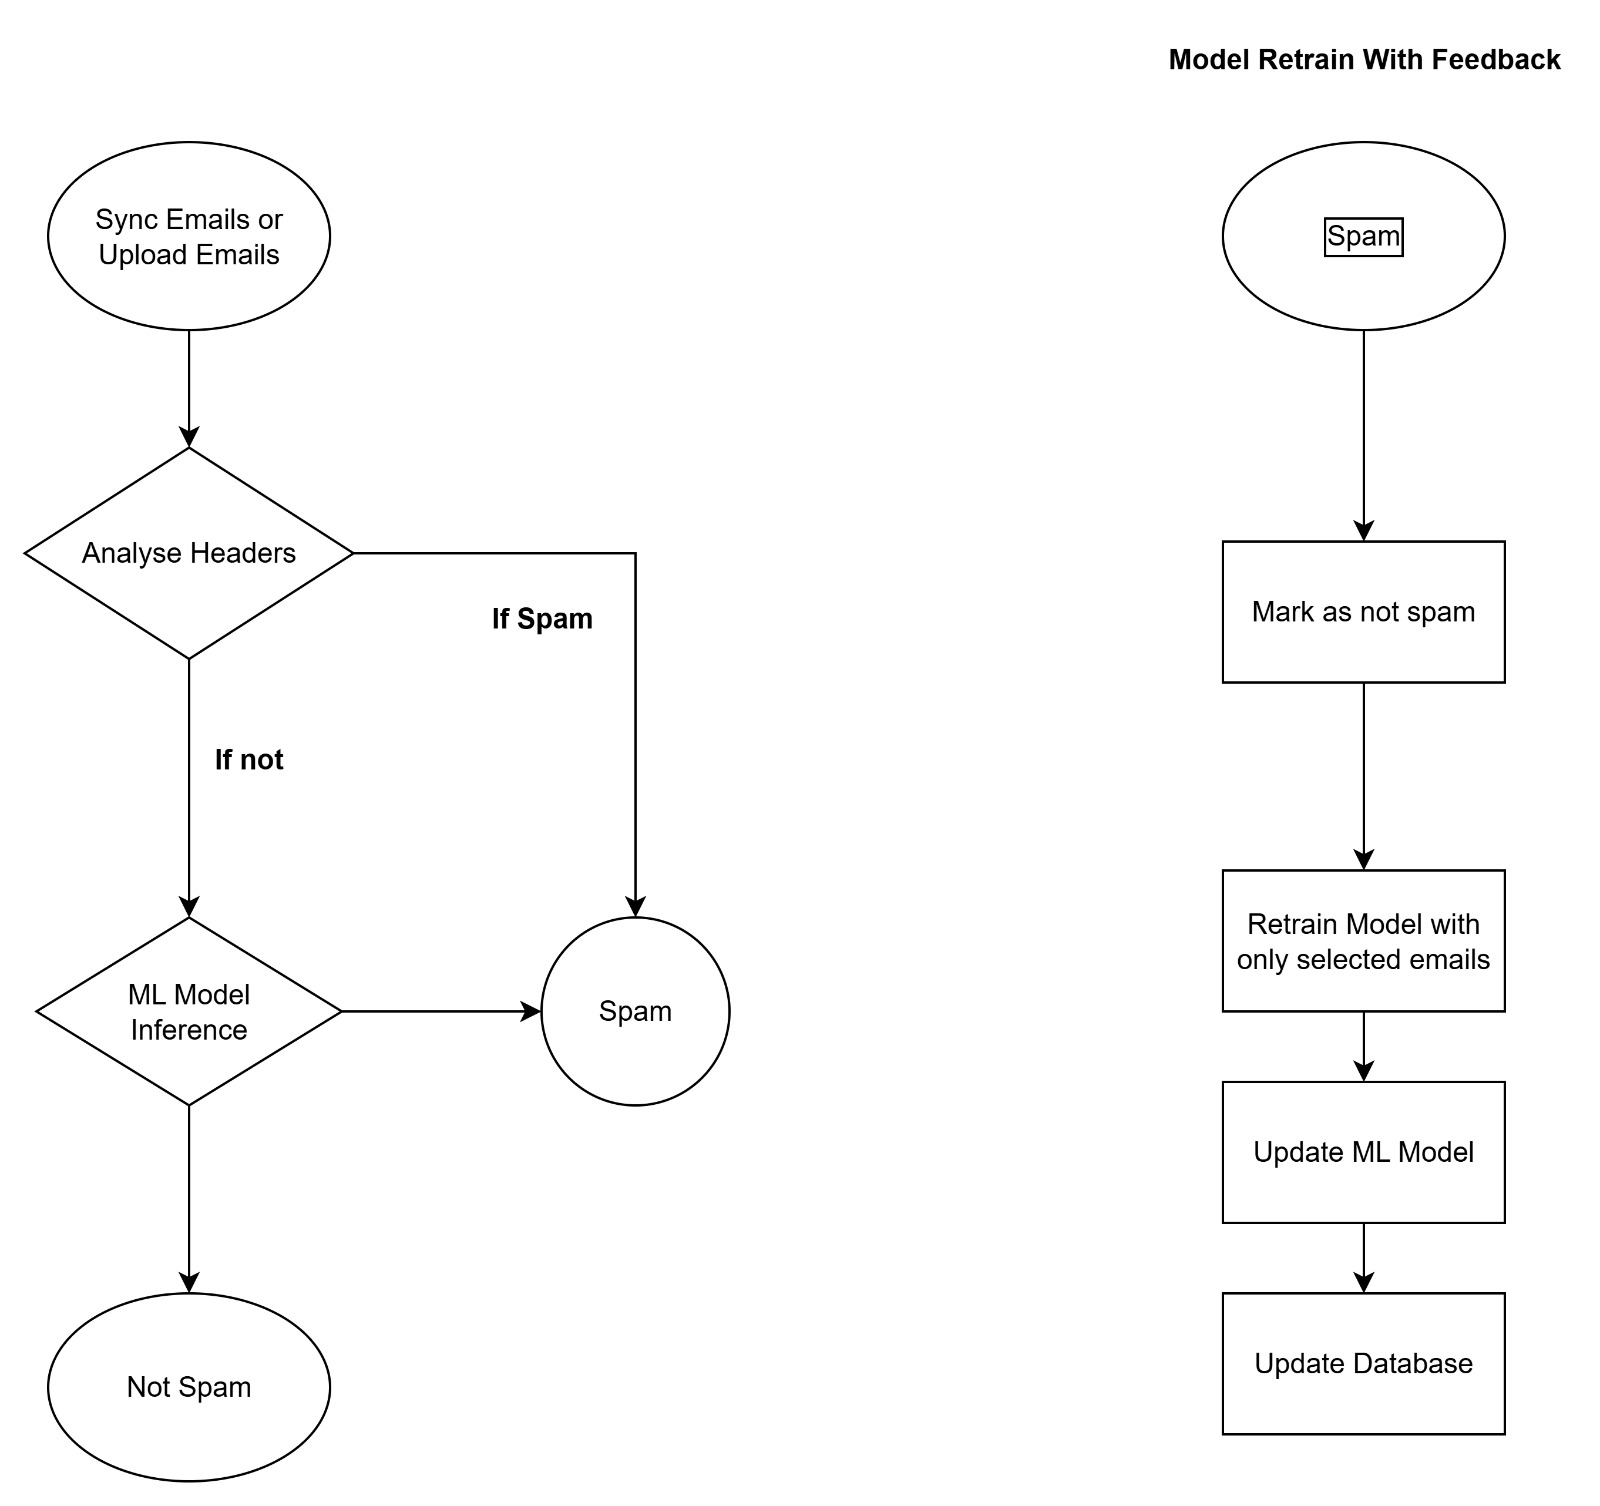 Sync Emails or
Upload Emails
Analyse Headers
If Spam
If not
ML Model
Inference
Spam
Not Spam
Model Retrain With Feedback
Spam
Mark as not spam
Retrain Model with
only selected emails
Update ML Model
Update Database